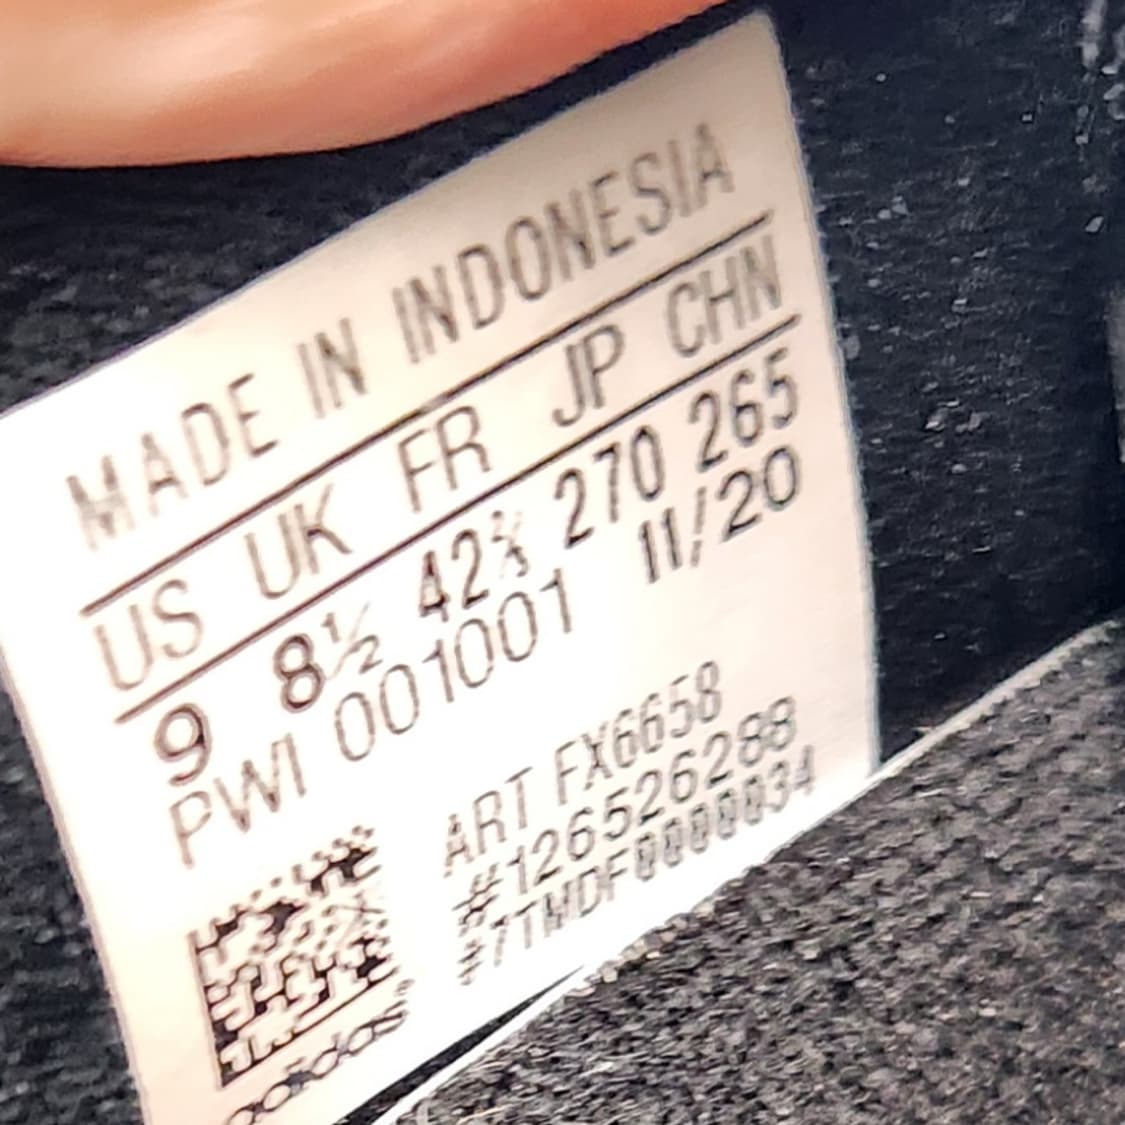 MADE IN INDONESIA
US UK FR JP CHN
9 8½ 42⅔ 270 265
PWI 001001 11/20
ART FX6658
#126526288
#7TMDF0000034
adidas®